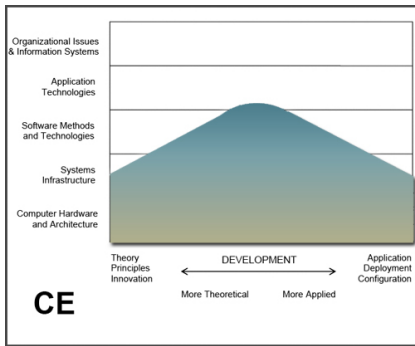 Organizational Issues
& Information Systems
Application
Technologies
Software Methods
and Technologies
Systems
Infrastructure
Computer Hardware
and Architecture
Theory
Principles
Innovation
DEVELOPMENT
Application
Deployment
Configuration
More Theoretical
More Applied
CE